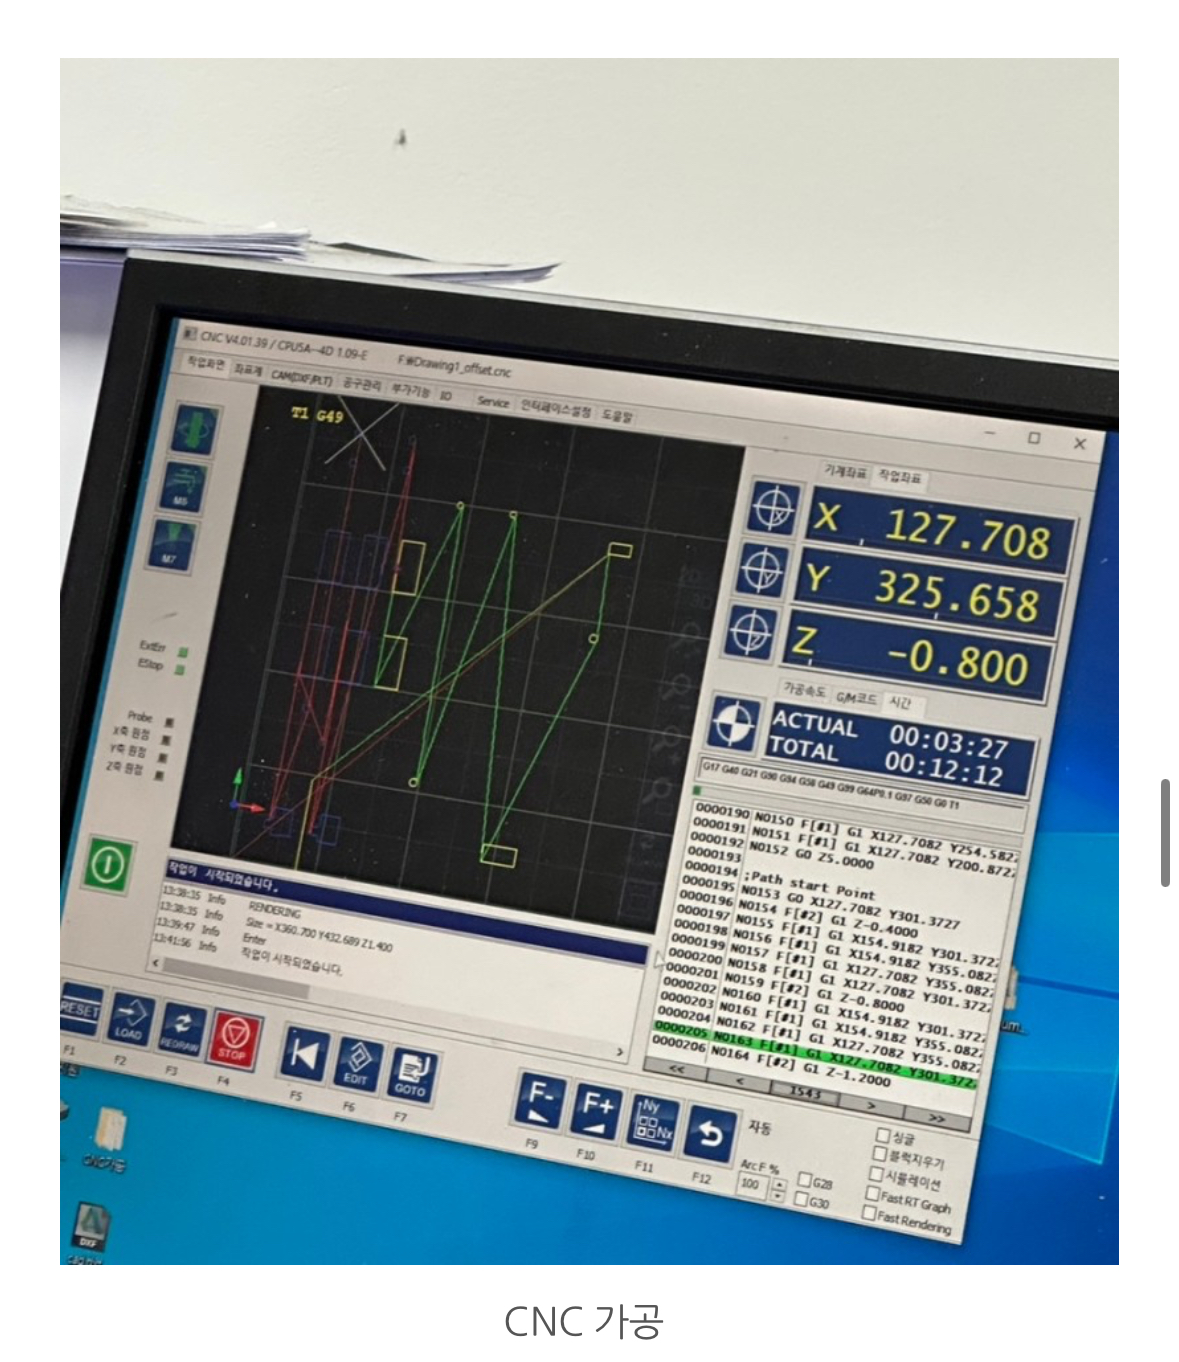 CNC V4.01.39 / CPU5A--4D 1.09-E F:₩Drawing1_offset.cnc
작업화면 좌표계 CAM(DXF/PLT) 공구관리 부가기능 IO Service 인터페이스설정 도움말
T1 G49
M8
M7
ExtErr
EStop
Probe
X축 원점
Y축 원점
Z축 원점
기계좌표 작업좌표
X 127.708
Y 325.658
Z -0.800
가공속도 G/M코드 시간
ACTUAL 00:03:27
TOTAL 00:12:12
G17 G40 G21 G90 G94 G58 G49 G99 G64P0.1 G97 G50 G0 T1
0000190 N0150 F[#1] G1 X127.7082 Y254.582
0000191 N0151 F[#1] G1 X127.7082 Y200.872
0000192 N0152 G0 Z5.0000
0000193
0000194 ;Path start Point
0000195 N0153 G0 X127.7082 Y301.3727
0000196 N0154 F[#2] G1 Z-0.4000
0000197 N0155 F[#1] G1 X154.9182 Y301.372
0000198 N0156 F[#1] G1 X154.9182 Y355.082
0000199 N0157 F[#1] G1 X127.7082 Y355.082
0000200 N0158 F[#1] G1 X127.7082 Y301.372
0000201 N0159 F[#2] G1 Z-0.8000
0000202 N0160 F[#1] G1 X154.9182 Y301.372
0000203 N0161 F[#1] G1 X154.9182 Y355.082
0000204 N0162 F[#1] G1 X127.7082 Y355.082
0000205 N0163 F[#1] G1 X127.7082 Y301.372
0000206 N0164 F[#2] G1 Z-1.2000
<< < 1543 > >>
작업이 시작되었습니다.
13:38:35 Info RENDERING
13:38:35 Info Size = X360.700 Y432.689 Z1.400
13:39:47 Info Enter
13:41:56 Info 작업이 시작되었습니다.
RESET LOAD REDRAW STOP EDIT GOTO F- F+ Ny Nx 자동
F1 F2 F3 F4 F5 F6 F7 F9 F10 F11 F12
Arc F %
100
G28
G30
싱글
블럭지우기
시뮬레이션
Fast RT Graph
Fast Rendering
CNC가공
DXF
CNC 가공